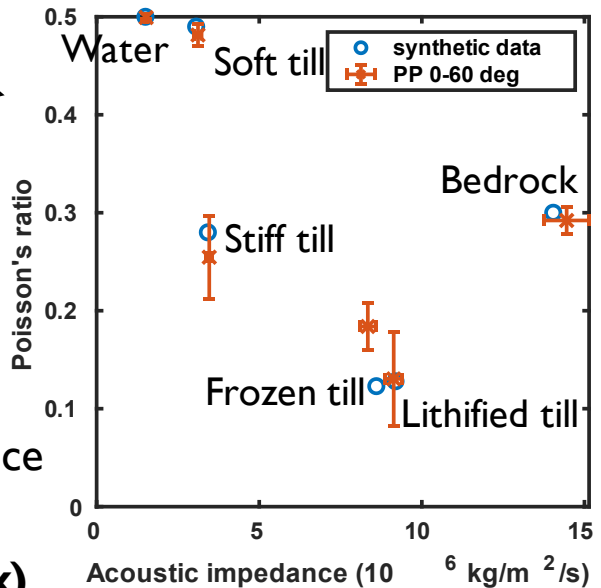 0.5
Water
Soft till
synthetic data
PP 0-60 deg
0.4
Bedrock
0.3
Stiff till
Poisson's ratio
0.2
Frozen till
0.1
Lithified till
ce
0
0 5 10 15
x)
Acoustic impedance (10 6 kg/m 2/s)